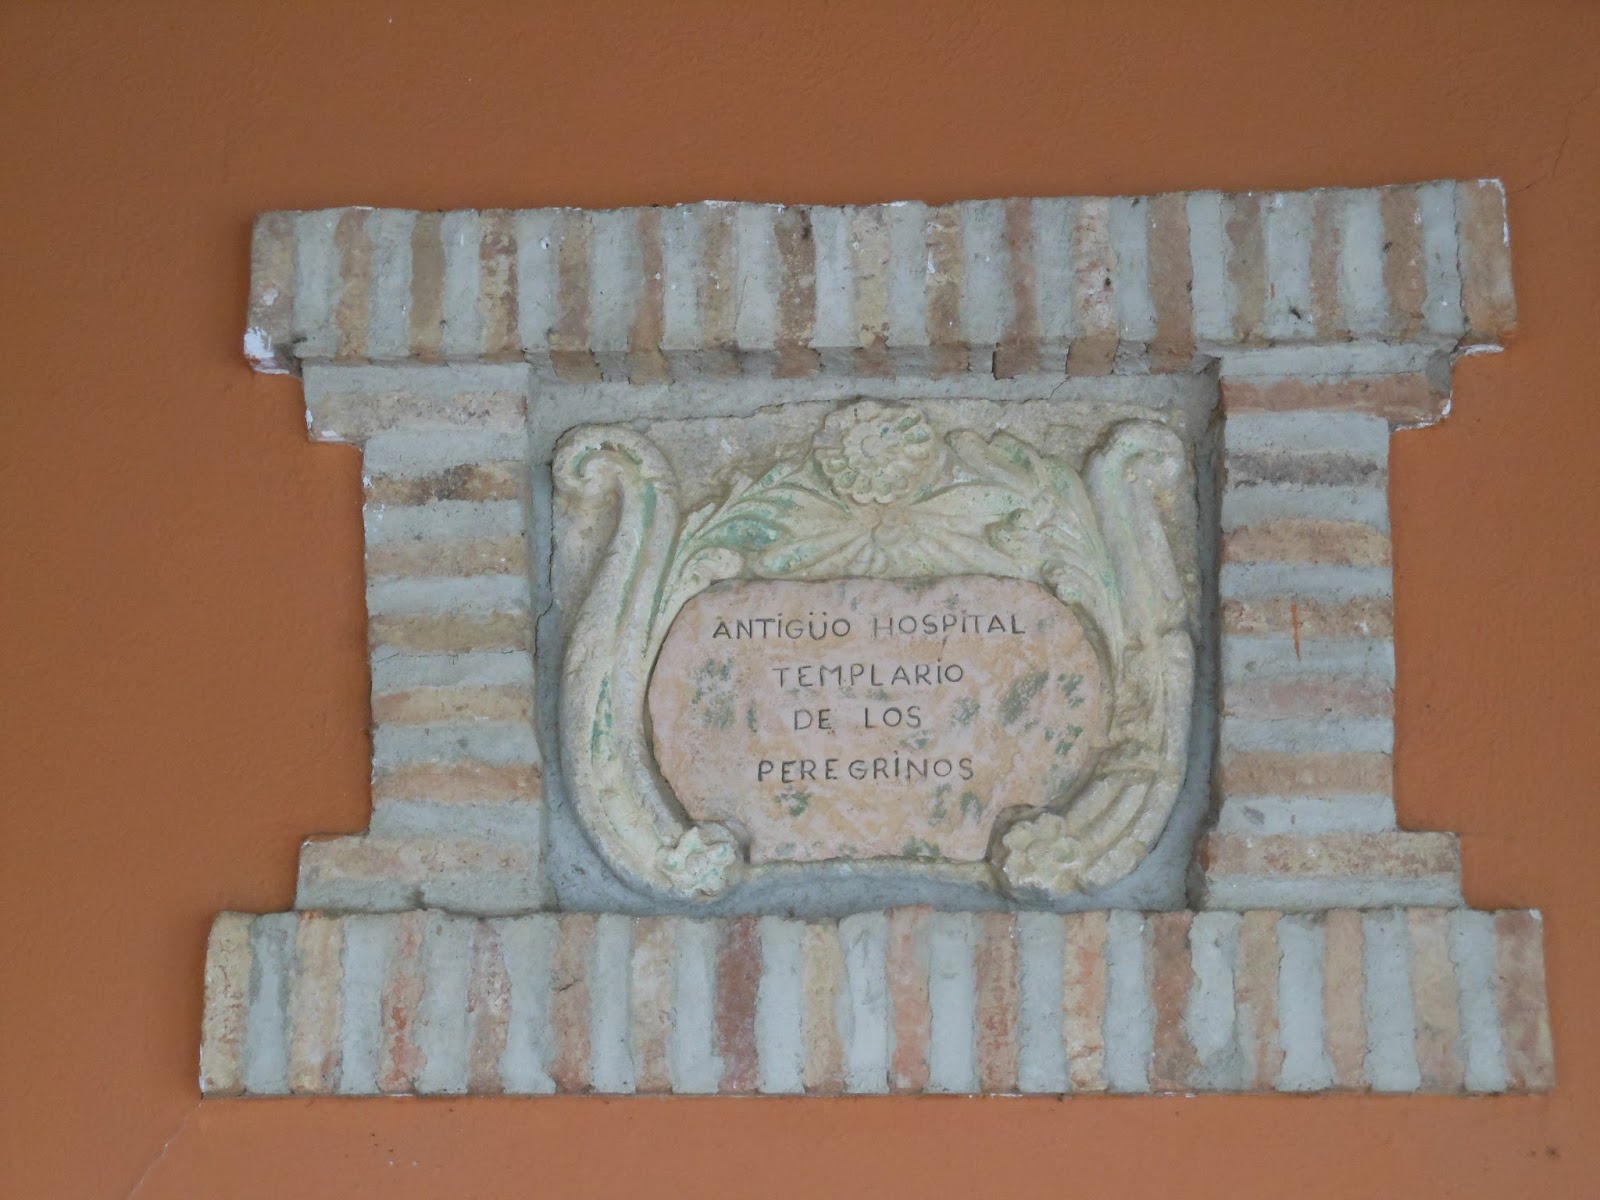 ANTIGÜO HOSPITAL
TEMPLARIO
DE LOS
PEREGRINOS